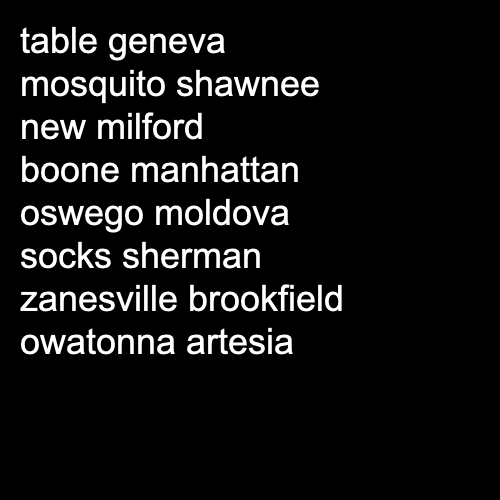 table geneva
mosquito shawnee
new milford
boone manhattan
oswego moldova
socks sherman
zanesville brookfield
owatonna artesia